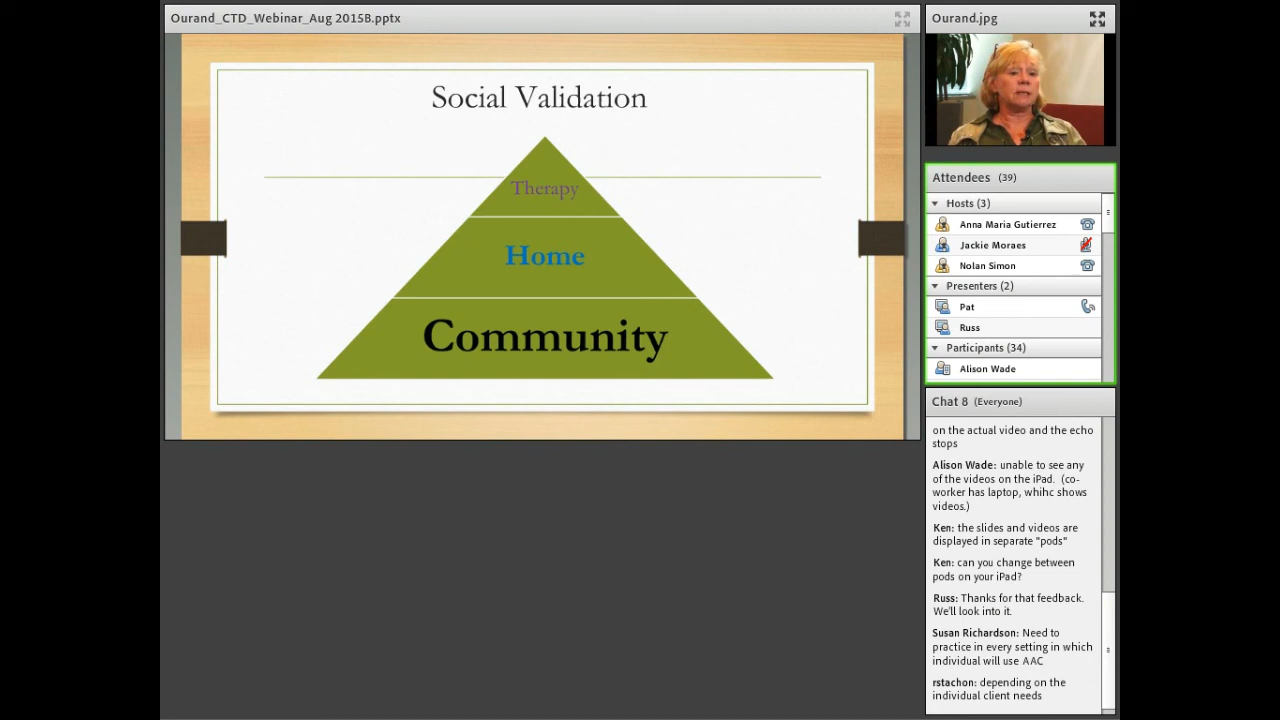 Ourand_CTD_Webinar_Aug 2015B.pptx
Social Validation
Therapy
Home
Community
Ourand.jpg
Attendees (39)
Hosts (3)
Anna Maria Gutierrez
Jackie Moraes
Nolan Simon
Presenters (2)
Pat
Russ
Participants (34)
Alison Wade
Chat 8 (Everyone)
on the actual video and the echo
stops
Alison Wade: unable to see any
of the videos on the iPad. (co-
worker has laptop, whihc shows
videos.)
Ken: the slides and videos are
displayed in separate "pods"
Ken: can you change between
pods on your iPad?
Russ: Thanks for that feedback.
We'll look into it.
Susan Richardson: Need to
practice in every setting in which
individual will use AAC
rstachon: depending on the
individual client needs